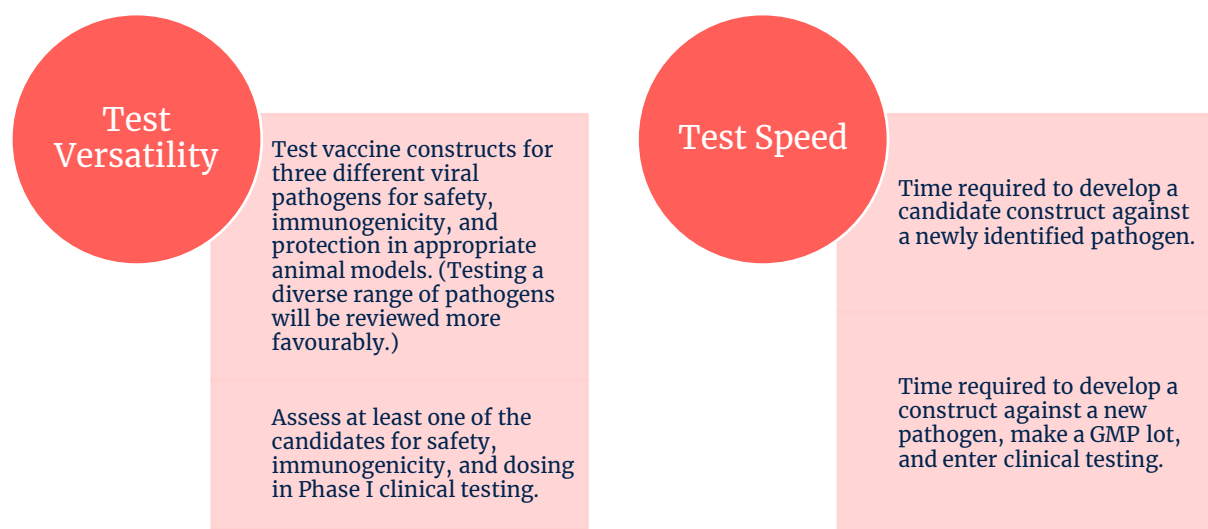 Test
Versatility
Test vaccine constructs for
three different viral
pathogens for safety,
immunogenicity, and
protection in appropriate
animal models. (Testing a
diverse range of pathogens
will be reviewed more
favourably.)
Assess at least one of the
candidates for safety,
immunogenicity, and dosing
in Phase I clinical testing.
Test Speed
Time required to develop a
candidate construct against
a newly identified pathogen.
Time required to develop a
construct against a new
pathogen, make a GMP lot,
and enter clinical testing.